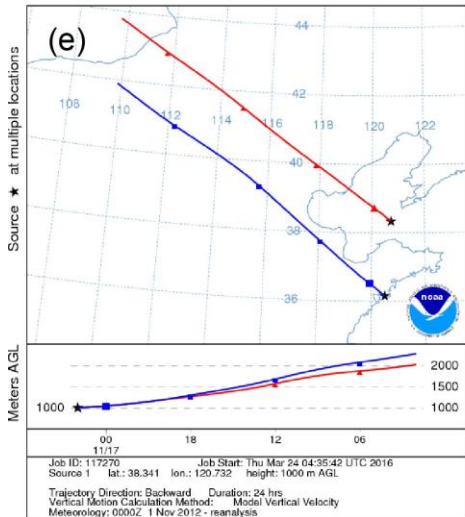 (e)
44
42
40
38
36
108
110
112
114
116
118
120
122
Source ★ at multiple locations
noaa
Meters AGL
2000
1500
1000
1000
00
18
12
06
11/17
Job ID: 117270 Job Start: Thu Mar 24 04:35:42 UTC 2016
Source 1 lat.: 38.341 lon.: 120.732 height: 1000 m AGL
Trajectory Direction: Backward Duration: 24 hrs
Vertical Motion Calculation Method: Model Vertical Velocity
Meteorology: 0000Z 1 Nov 2012 - reanalysis